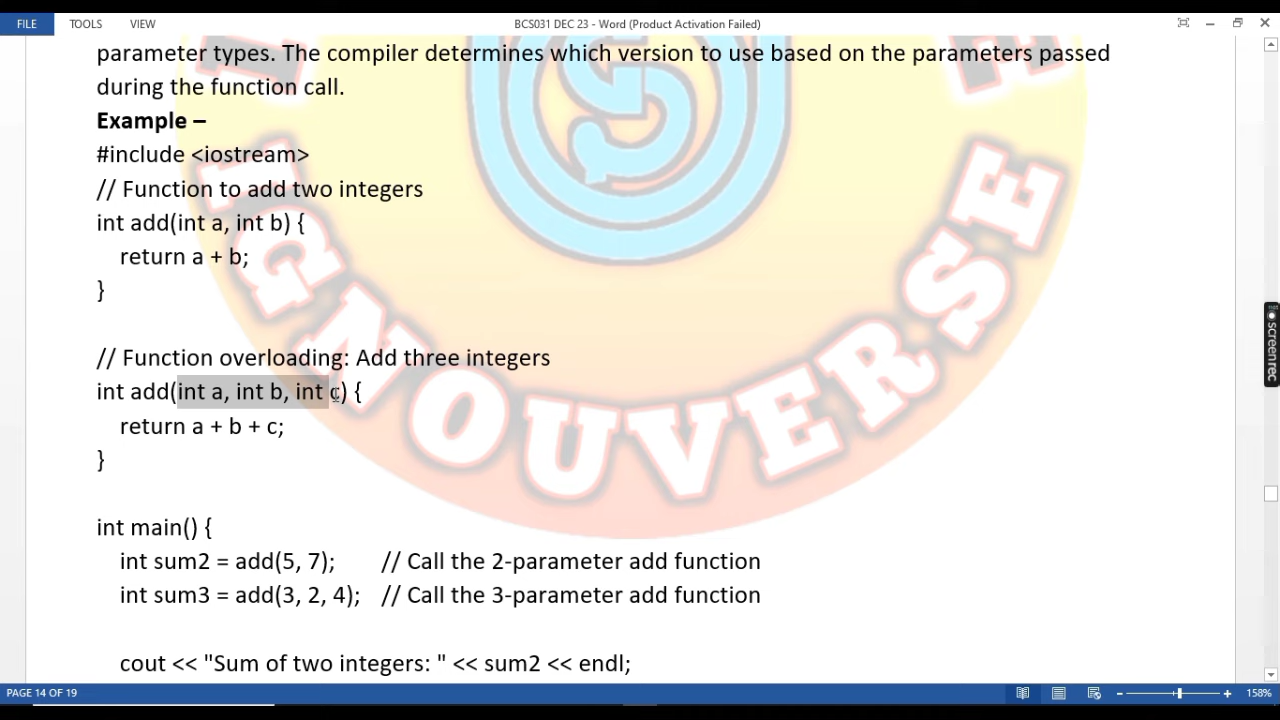 FILE TOOLS VIEW BCS031 DEC 23 - Word (Product Activation Failed)
parameter types. The compiler determines which version to use based on the parameters passed
during the function call.
Example –
#include <iostream>
// Function to add two integers
int add(int a, int b) {
return a + b;
}
// Function overloading: Add three integers
int add(int a, int b, int c) {
return a + b + c;
}
int main() {
int sum2 = add(5, 7); // Call the 2-parameter add function
int sum3 = add(3, 2, 4); // Call the 3-parameter add function
cout << "Sum of two integers: " << sum2 << endl;
IGNOUVERSE
screenrec
PAGE 14 OF 19 158%